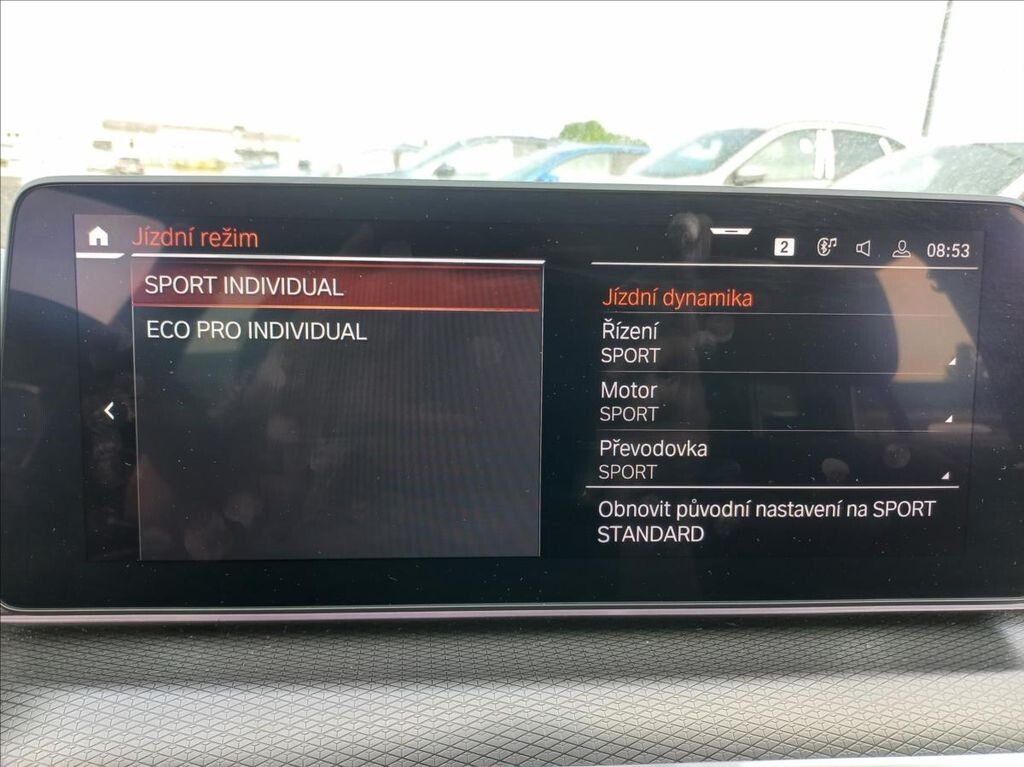 Jízdní režim
2
08:53
SPORT INDIVIDUAL
ECO PRO INDIVIDUAL
Jízdní dynamika
Řízení
SPORT
Motor
SPORT
Převodovka
SPORT
Obnovit původní nastavení na SPORT
STANDARD